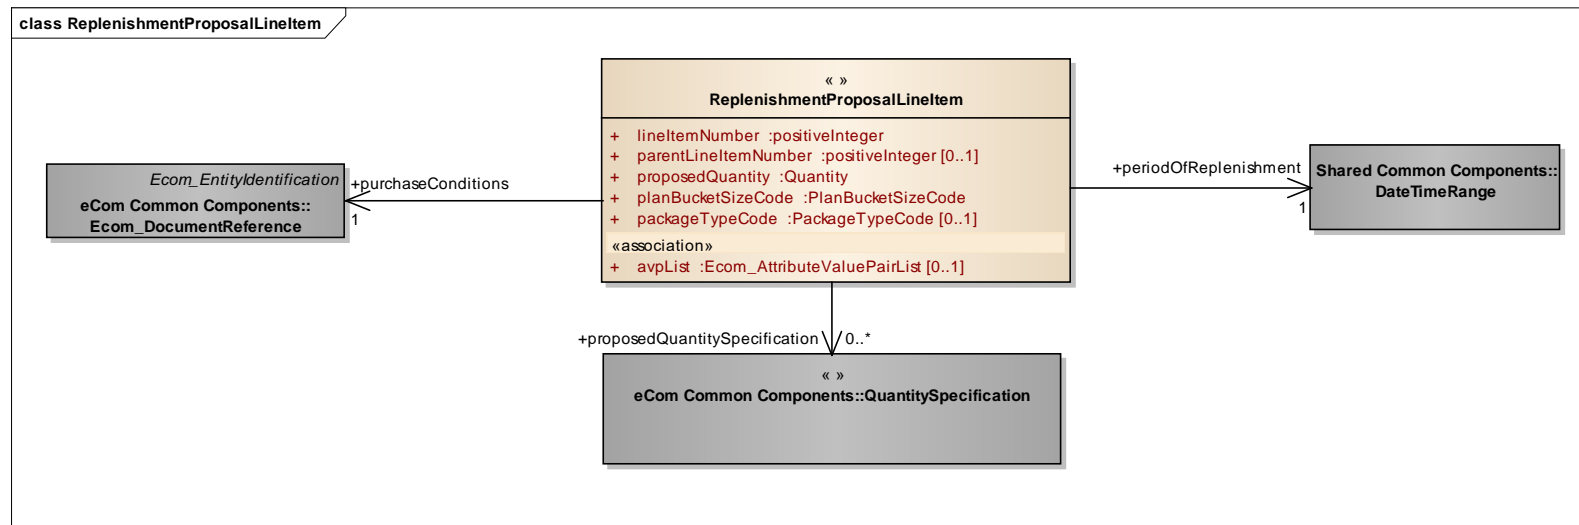 class ReplenishmentProposalLineItem
« »
ReplenishmentProposalLineItem
+ lineItemNumber :positiveInteger
+ parentLineItemNumber :positiveInteger [0..1]
+ proposedQuantity :Quantity
+ planBucketSizeCode :PlanBucketSizeCode
+ packageTypeCode :PackageTypeCode [0..1]
«association»
+ avpList :Ecom_AttributeValuePairList [0..1]
Ecom_EntityIdentification
eCom Common Components::
Ecom_DocumentReference
+purchaseConditions
1
+periodOfReplenishment
1
Shared Common Components::
DateTimeRange
+proposedQuantitySpecification
0..*
« »
eCom Common Components::QuantitySpecification